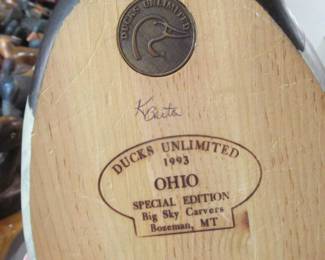 DUCKS UNLIMITED
DUCKS UNLIMITED
1993
OHIO
SPECIAL EDITION
Big Sky Carvers
Bozeman, MT